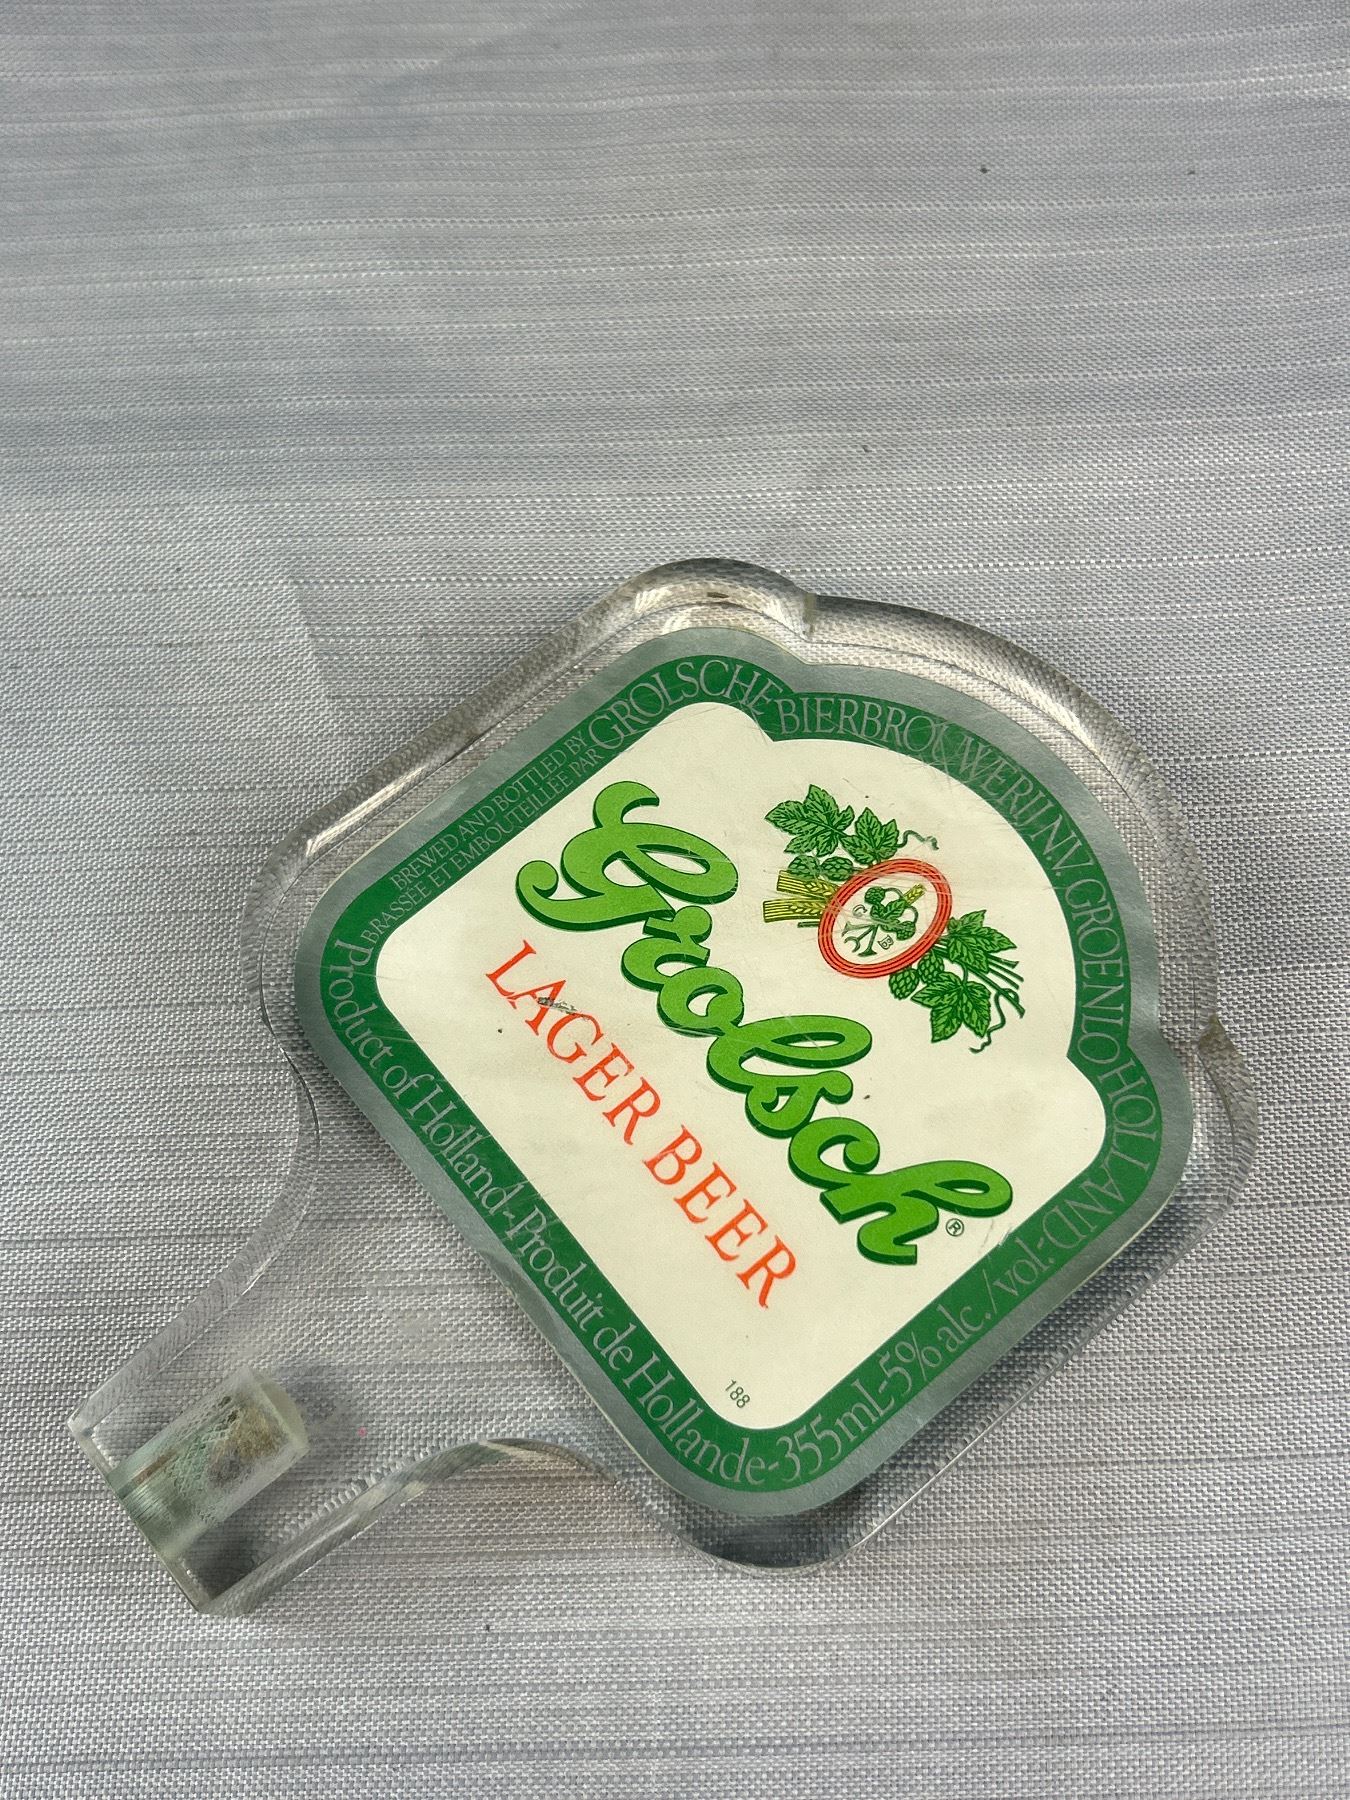 BREWED AND BOTTLED BY
BRASSÉE ET EMBOUTEILLÉE PAR
GROLSCHE BIERBROUWERIJ N.V. GROENLO HOLLAND
Grolsch®
LAGER BEER
188
Product of Holland-Produit de Hollande-355mL-5% alc./vol.-